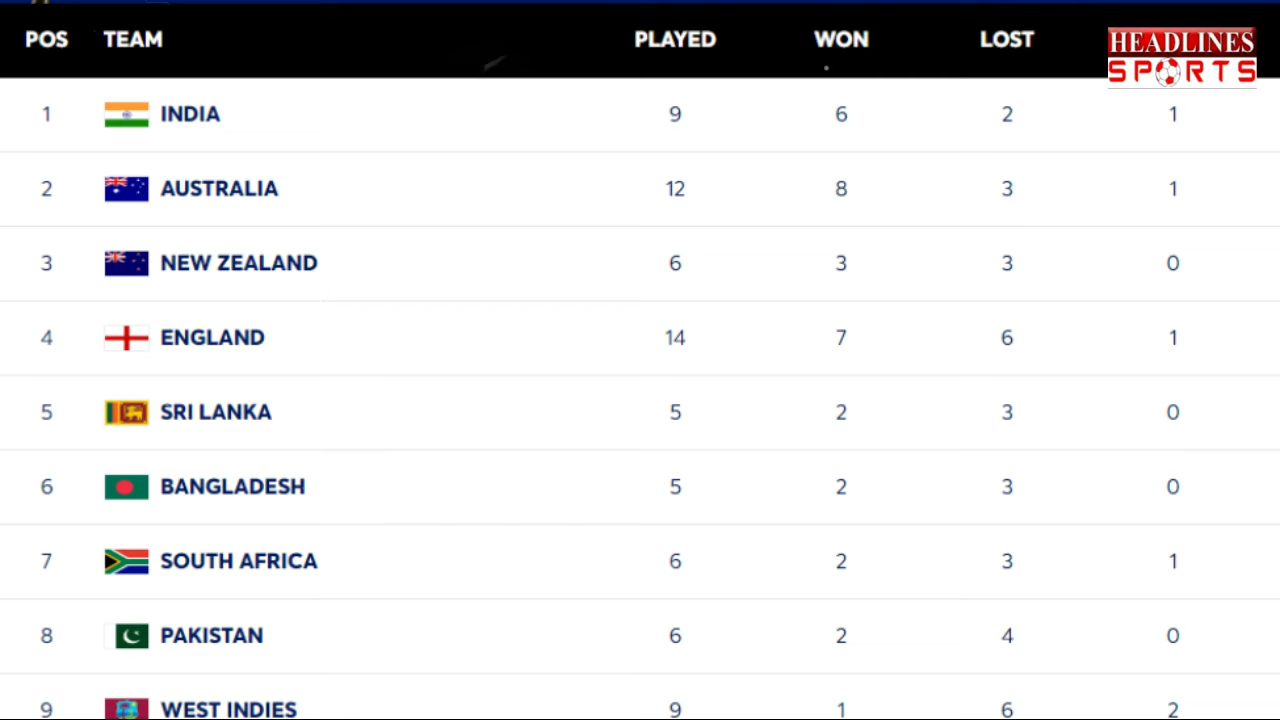 POS TEAM PLAYED WON LOST
HEADLINES
SPORTS
1 INDIA 9 6 2 1
2 AUSTRALIA 12 8 3 1
3 NEW ZEALAND 6 3 3 0
4 ENGLAND 14 7 6 1
5 SRI LANKA 5 2 3 0
6 BANGLADESH 5 2 3 0
7 SOUTH AFRICA 6 2 3 1
8 PAKISTAN 6 2 4 0
9 WEST INDIES 9 1 6 2